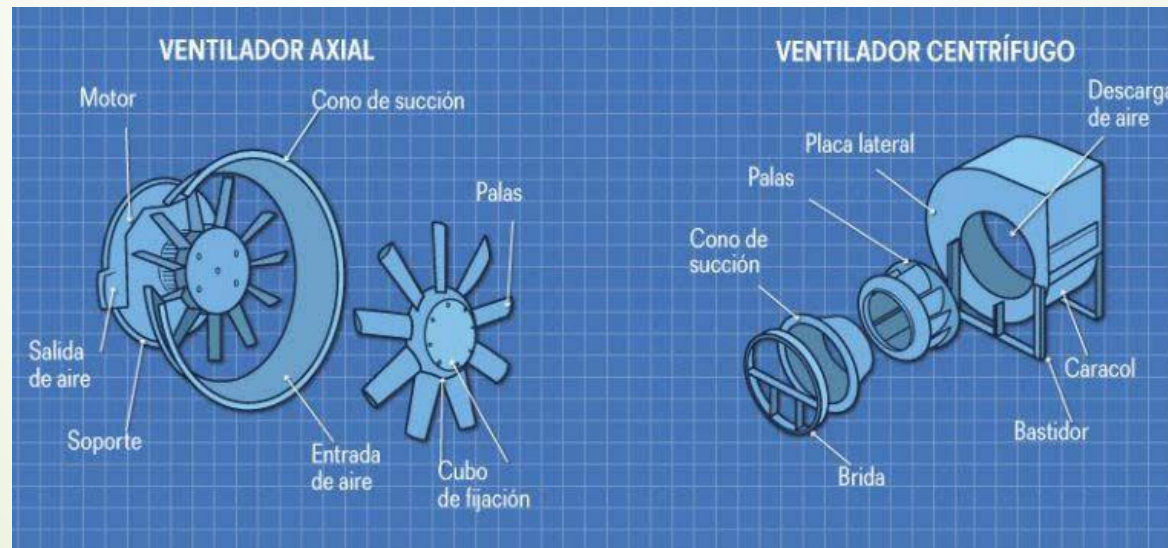 VENTILADOR AXIAL
Motor
Cono de succión
Palas
Salida
de aire
Soporte
Entrada
de aire
Cubo
de fijación
VENTILADOR CENTRÍFUGO
Descarga
de aire
Placa lateral
Palas
Cono de
succión
Caracol
Bastidor
Brida